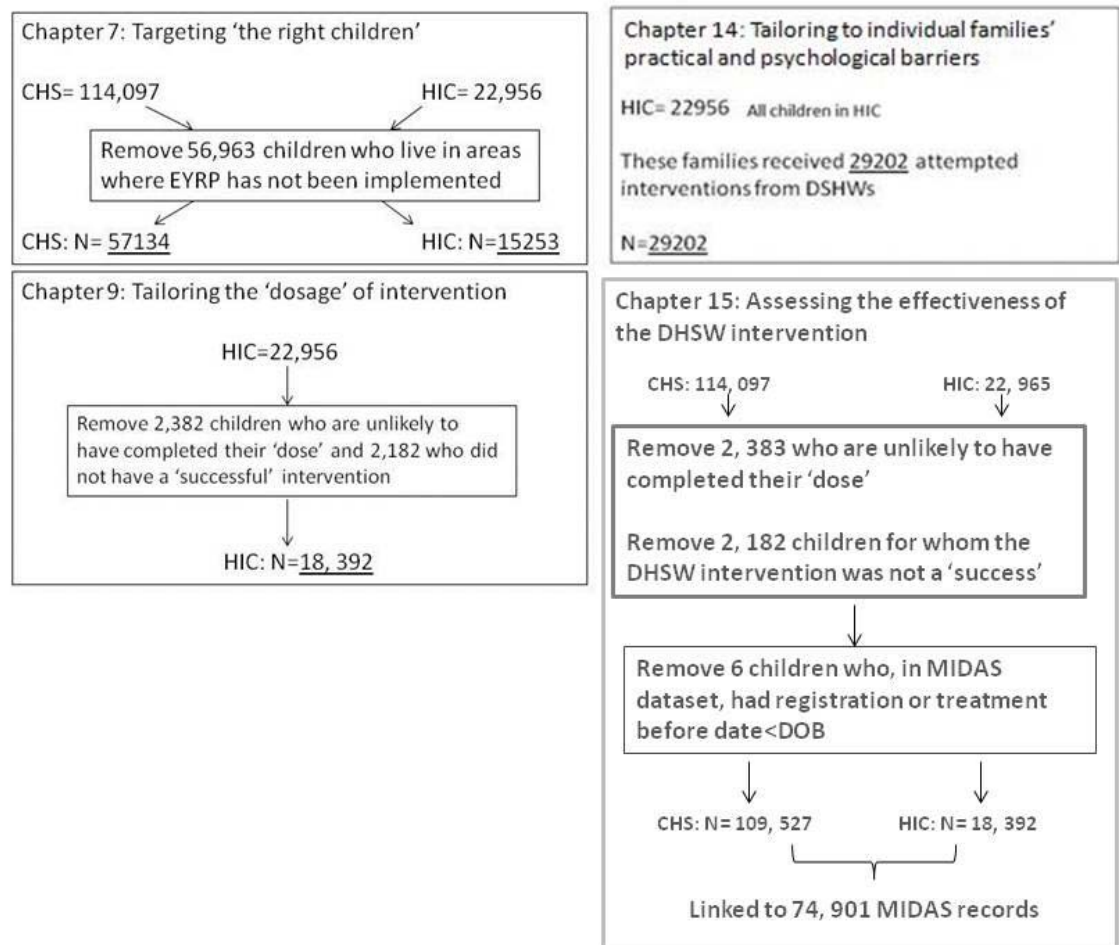 Chapter 7: Targeting ‘the right children’
CHS= 114,097
HIC= 22,956
Remove 56,963 children who live in areas
where EYRP has not been implemented
CHS: N= 57134
HIC: N=15253
Chapter 9: Tailoring the ‘dosage’ of intervention
HIC=22,956
Remove 2,382 children who are unlikely to
have completed their ‘dose’ and 2,182 who did
not have a ‘successful’ intervention
HIC: N=18, 392
Chapter 14: Tailoring to individual families’
practical and psychological barriers
HIC= 22956 All children in HIC
These families received 29202 attempted
interventions from DSHWs
N=29202
Chapter 15: Assessing the effectiveness of
the DHSW intervention
CHS: 114, 097
HIC: 22, 965
Remove 2, 383 who are unlikely to have
completed their ‘dose’
Remove 2, 182 children for whom the
DHSW intervention was not a ‘success’
Remove 6 children who, in MIDAS
dataset, had registration or treatment
before date<DOB
CHS: N= 109, 527
HIC: N= 18, 392
Linked to 74, 901 MIDAS records